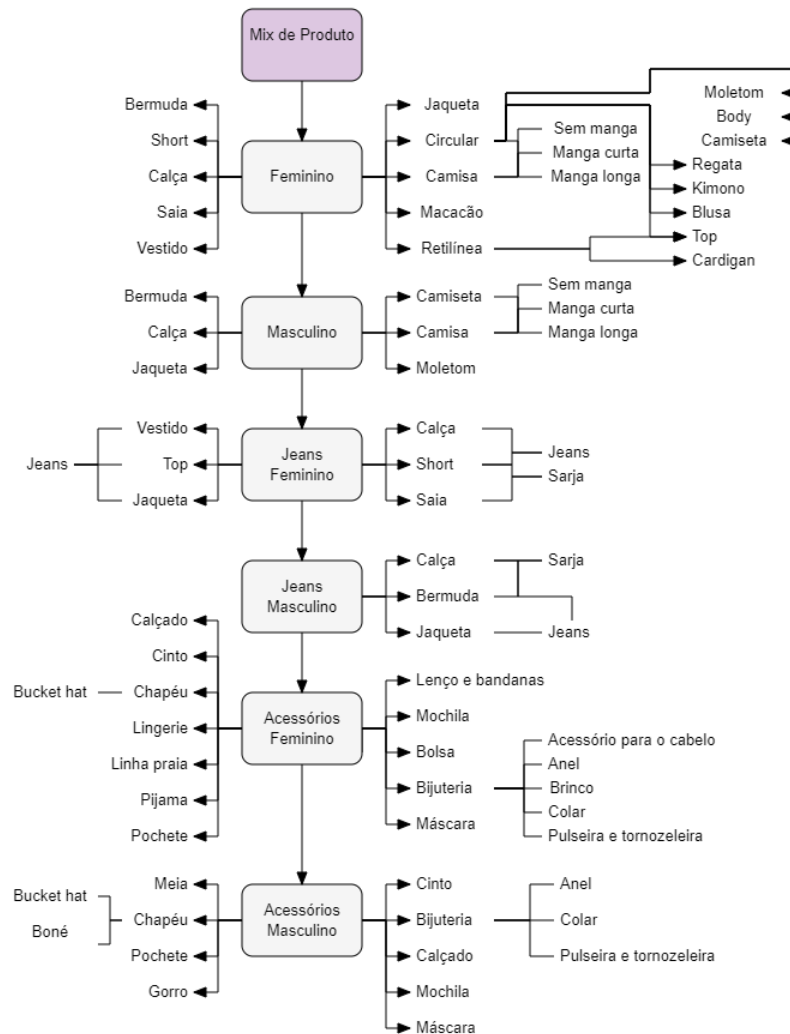 Mix de Produto
Bermuda
Short
Calça
Saia
Vestido
Feminino
Jaqueta
Circular
Camisa
Macacão
Retilínea
Sem manga
Manga curta
Manga longa
Moletom
Body
Camiseta
Regata
Kimono
Blusa
Top
Cardigan
Bermuda
Calça
Jaqueta
Masculino
Camiseta
Camisa
Moletom
Sem manga
Manga curta
Manga longa
Jeans
Vestido
Top
Jaqueta
Jeans
Feminino
Calça
Short
Saia
Jeans
Sarja
Jeans
Masculino
Calça
Bermuda
Jaqueta
Sarja
Jeans
Bucket hat
Calçado
Cinto
Chapéu
Lingerie
Linha praia
Pijama
Pochete
Acessórios
Feminino
Lenço e bandanas
Mochila
Bolsa
Bijuteria
Máscara
Acessório para o cabelo
Anel
Brinco
Colar
Pulseira e tornozeleira
Bucket hat
Boné
Meia
Chapéu
Pochete
Gorro
Acessórios
Masculino
Cinto
Bijuteria
Calçado
Mochila
Máscara
Anel
Colar
Pulseira e tornozeleira